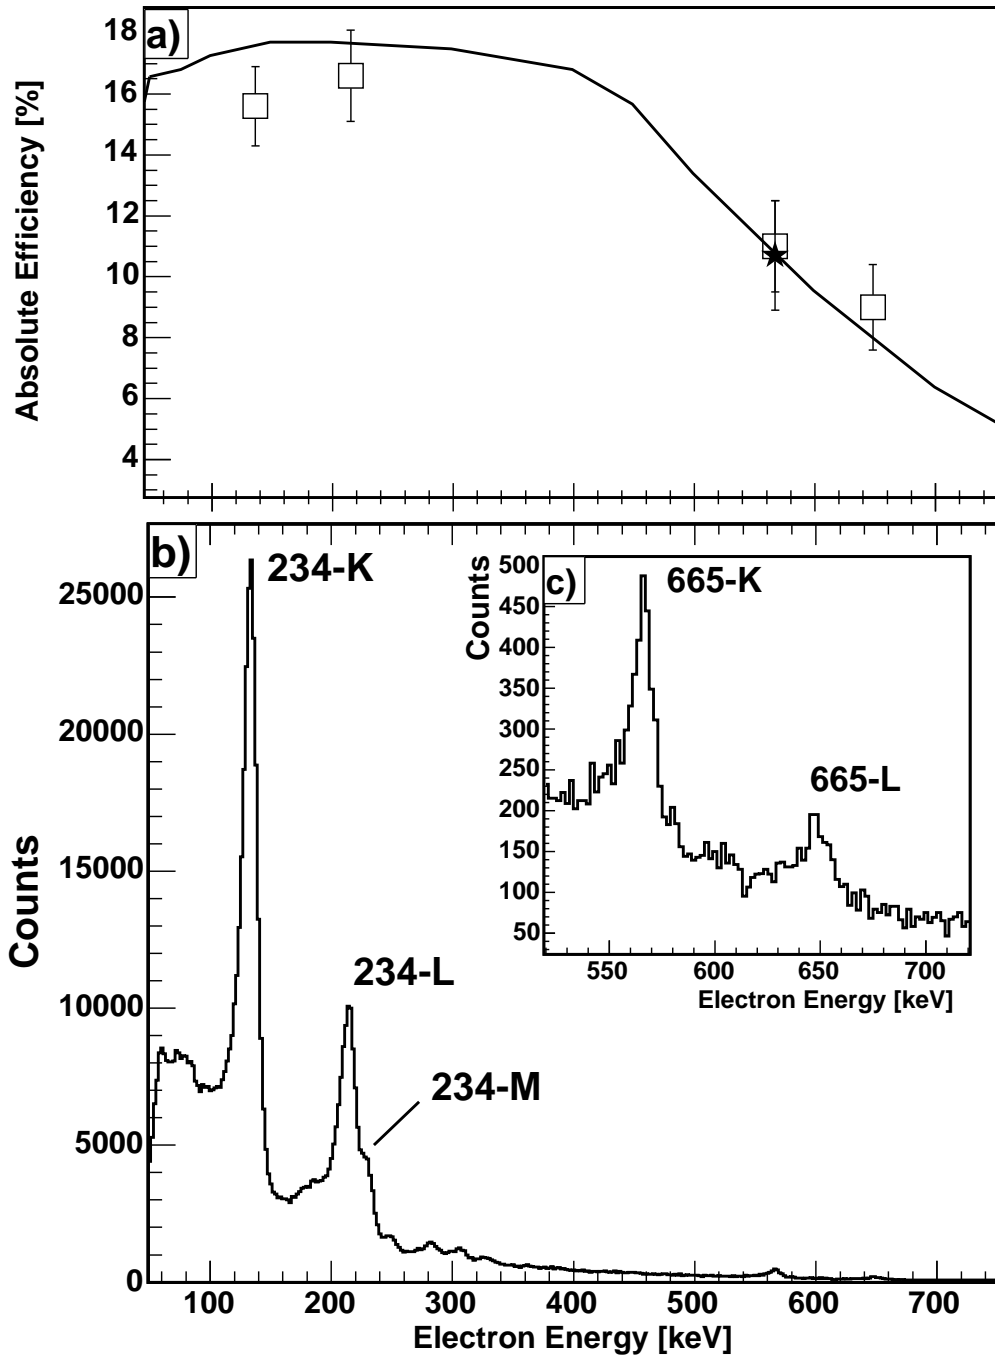 a)
Absolute Efficiency [%]
18
16
14
12
10
8
6
4
b)
Counts
25000
20000
15000
10000
5000
0
234-K
234-L
234-M
100 200 300 400 500 600 700
Electron Energy [keV]
c)
Counts
500
450
400
350
300
250
200
150
100
50
665-K
665-L
550 600 650 700
Electron Energy [keV]